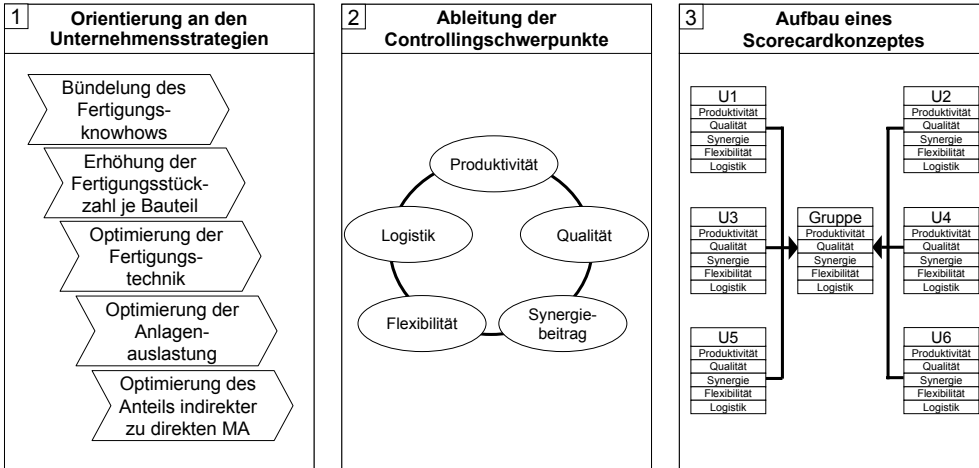 1
Orientierung an den
Unternehmensstrategien
Bündelung des
Fertigungs-
knowhows
Erhöhung der
Fertigungsstück-
zahl je Bauteil
Optimierung der
Fertigungs-
technik
Optimierung der
Anlagen-
auslastung
Optimierung des
Anteils indirekter
zu direkten MA
2
Ableitung der
Controllingschwerpunkte
Produktivität
Logistik
Qualität
Flexibilität
Synergie-
beitrag
3
Aufbau eines
Scorecardkonzeptes
U1
Produktivität
Qualität
Synergie
Flexibilität
Logistik
U2
Produktivität
Qualität
Synergie
Flexibilität
Logistik
U3
Produktivität
Qualität
Synergie
Flexibilität
Logistik
Gruppe
Produktivität
Qualität
Synergie
Flexibilität
Logistik
U4
Produktivität
Qualität
Synergie
Flexibilität
Logistik
U5
Produktivität
Qualität
Synergie
Flexibilität
Logistik
U6
Produktivität
Qualität
Synergie
Flexibilität
Logistik